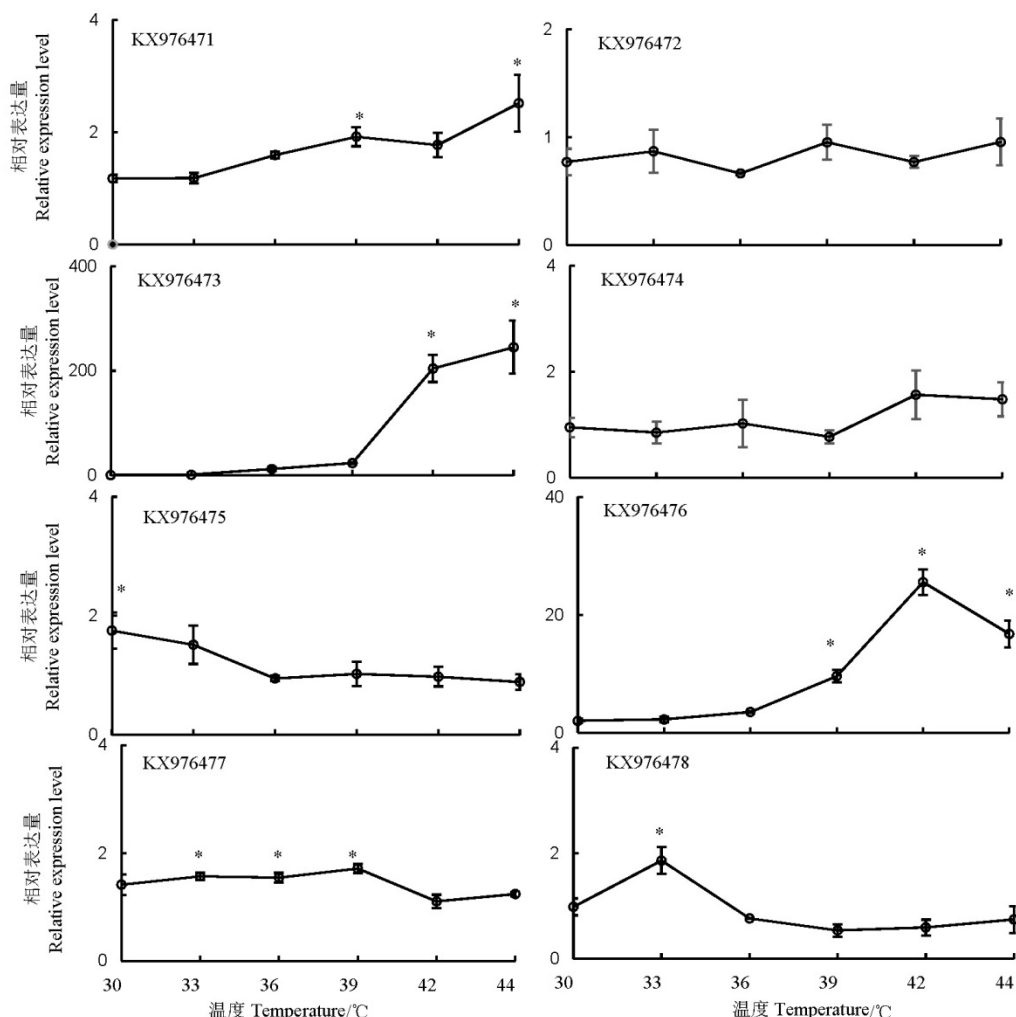 4
KX976471
*
*
2
0
相对表达量
Relative expression level
2
KX976472
1
0
400
KX976473
*
*
200
0
相对表达量
Relative expression level
4
KX976474
2
0
4
KX976475
*
2
0
相对表达量
Relative expression level
40
KX976476
*
*
*
20
0
4
KX976477
*
*
*
2
0
相对表达量
Relative expression level
30 33 36 39 42 44
温度 Temperature/℃
4
KX976478
*
2
0
30 33 36 39 42 44
温度 Temperature/℃